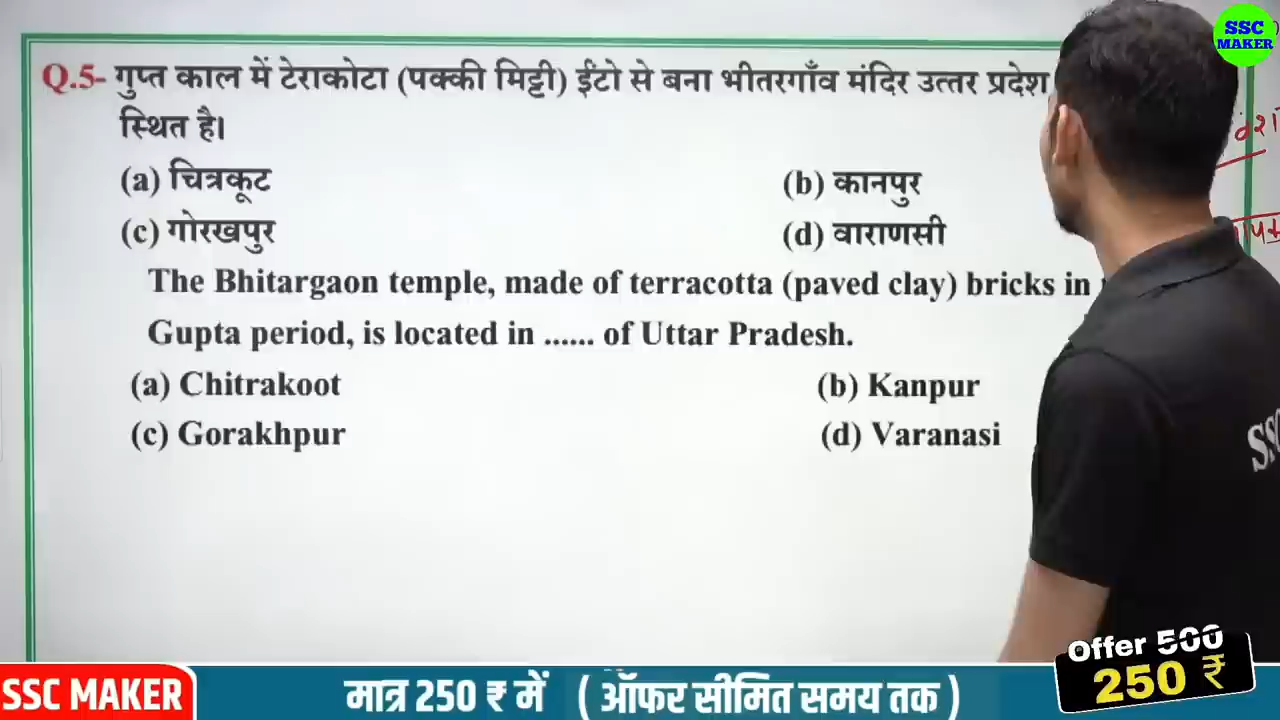 SSC
MAKER
Q.5- गुप्त काल में टेराकोटा (पक्की मिट्टी) ईंटो से बना भीतरगाँव मंदिर उत्तर प्रदेश
स्थित है।
(a) चित्रकूट (b) कानपुर
(c) गोरखपुर (d) वाराणसी
The Bhitargaon temple, made of terracotta (paved clay) bricks in
Gupta period, is located in ...... of Uttar Pradesh.
(a) Chitrakoot (b) Kanpur
(c) Gorakhpur (d) Varanasi
Offer 500
250 ₹
SSC MAKER मात्र 250 ₹ में ( ऑफर सीमित समय तक )